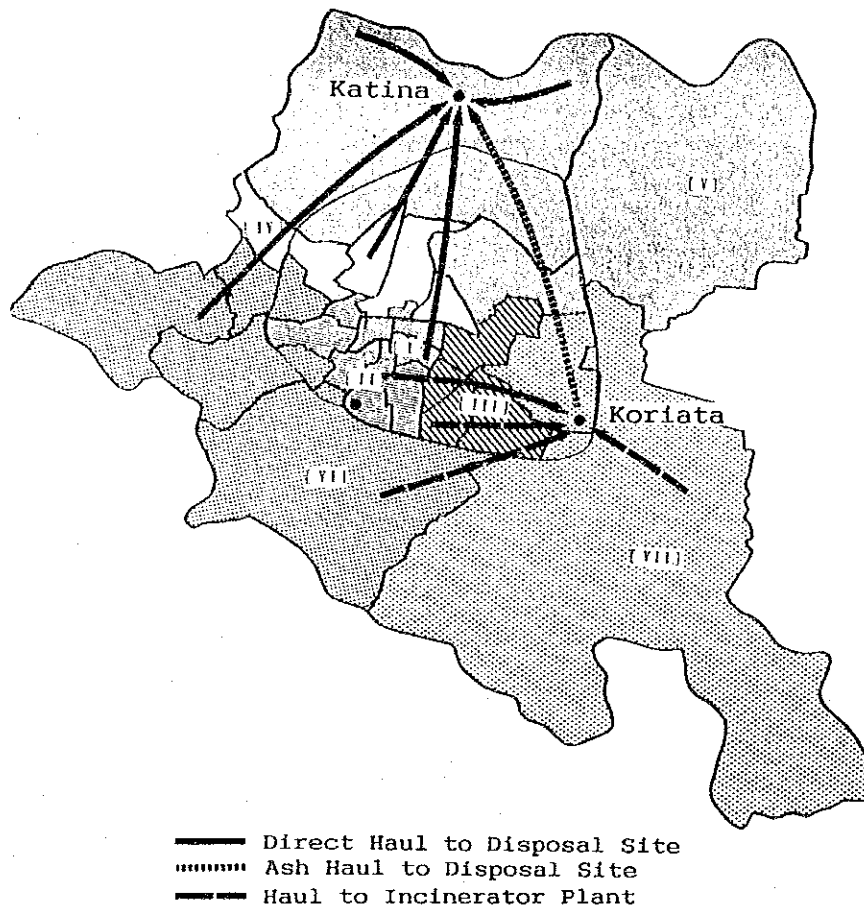 Katina
[V]
IV
I
II
[III]
Koriata
[VI]
[VII]
Direct Haul to Disposal Site
Ash Haul to Disposal Site
Haul to Incinerator Plant